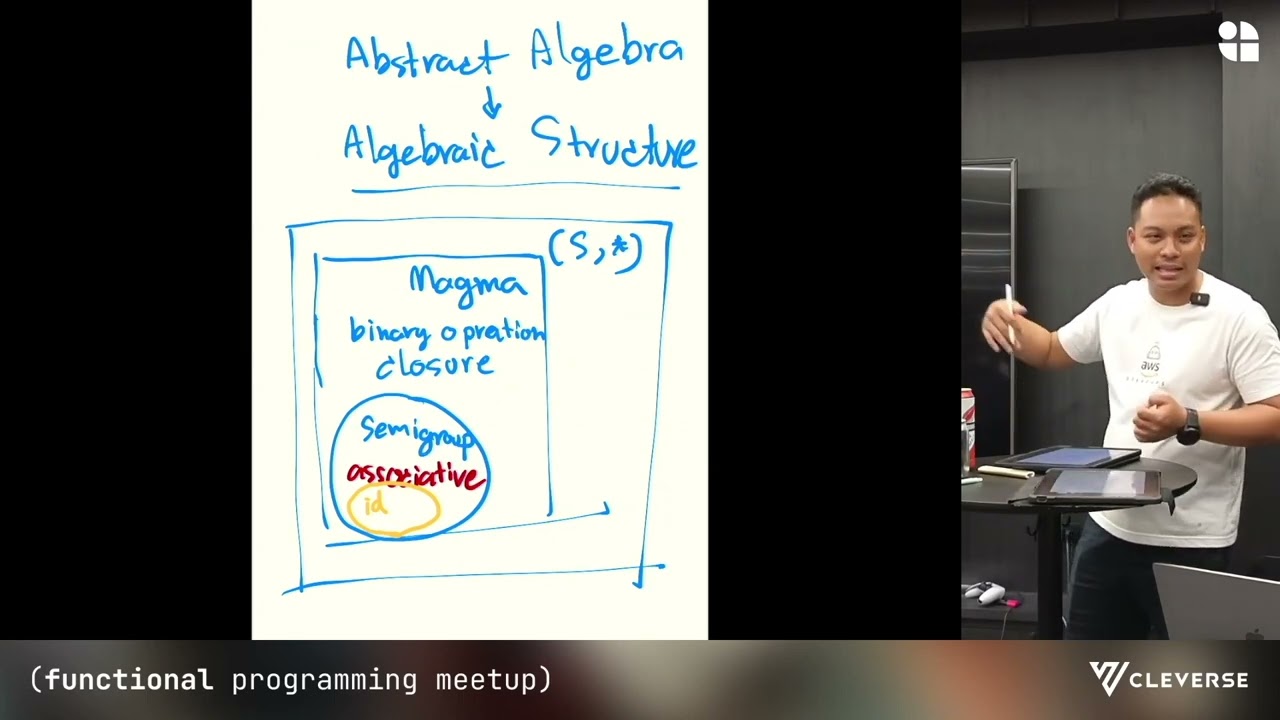 Abstract Algebra
↓
Algebraic Structure
(S, *)
Magma
binary opration
closure
Semigroup
associative
id
aws
(functional programming meetup)
CLEVERSE